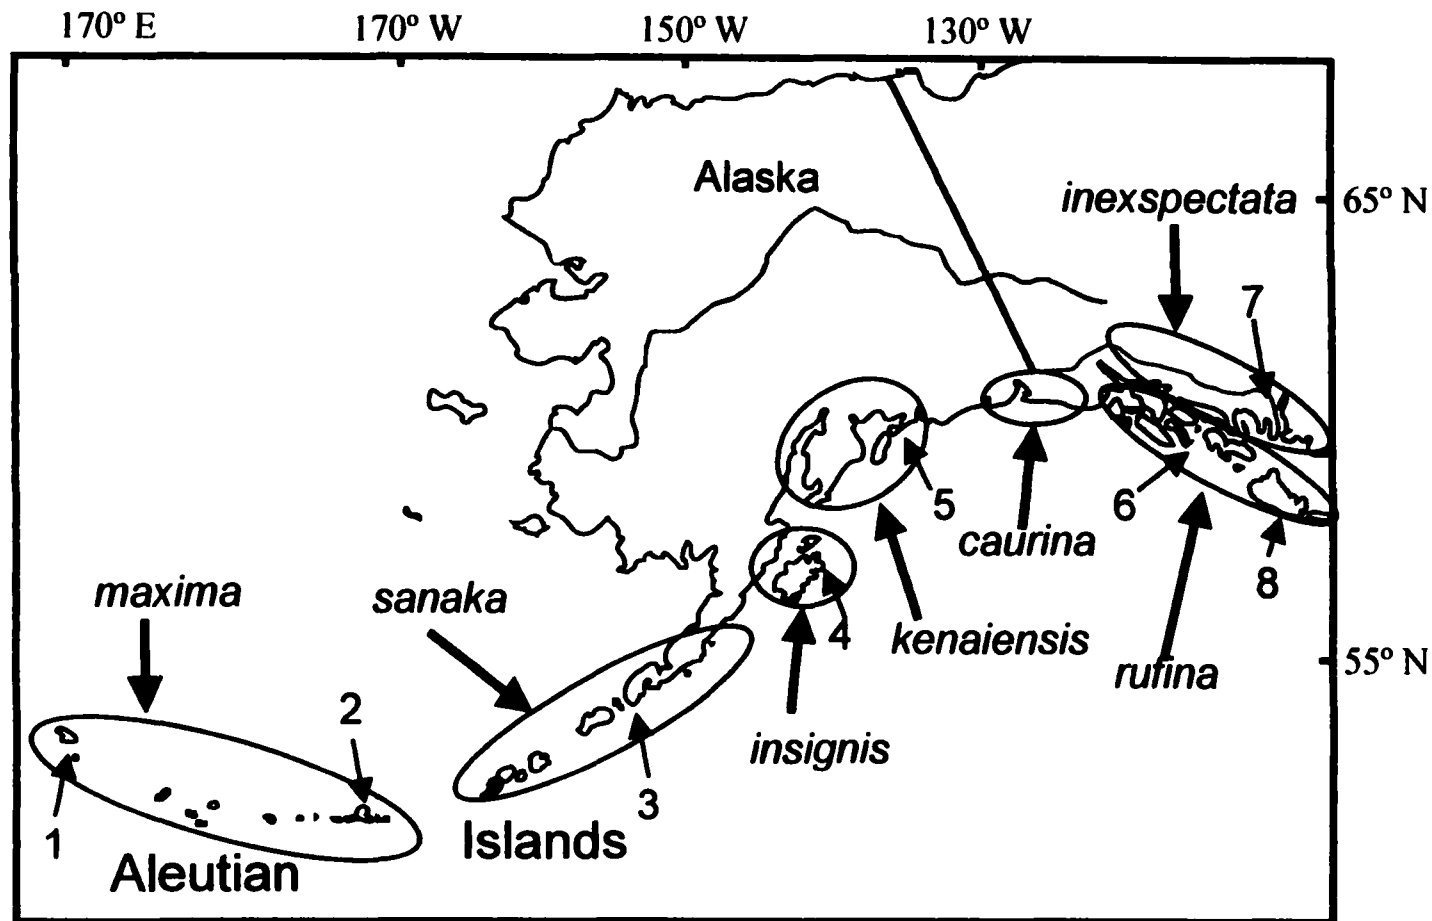 170° E
170° W
150° W
130° W
Alaska
inexspectata
65° N
7
5
6
caurina
8
maxima
sanaka
4
kenaiensis
55° N
rufina
2
insignis
3
1
Islands
Aleutian